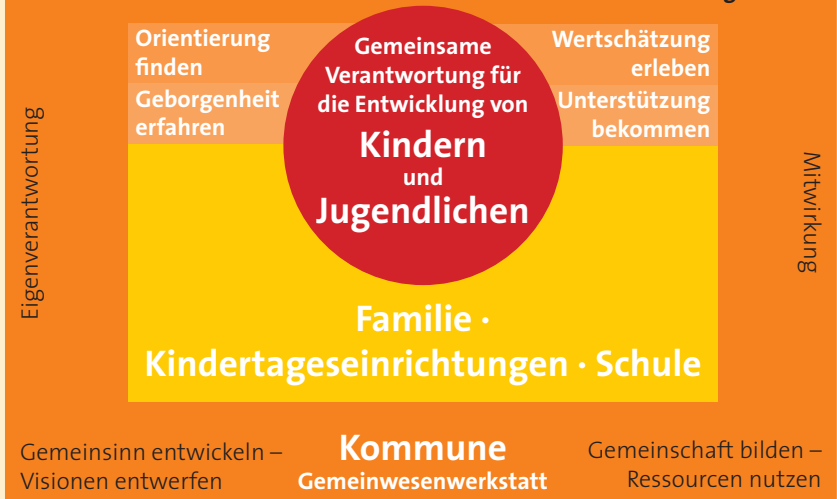 Orientierung
finden
Geborgenheit
erfahren
Gemeinsame
Verantwortung für
die Entwicklung von
Kindern
und
Jugendlichen
Wertschätzung
erleben
Unterstützung
bekommen
Eigenverantwortung
Mitwirkung
Familie ·
Kindertageseinrichtungen · Schule
Gemeinsinn entwickeln –
Visionen entwerfen
Kommune
Gemeinwesenwerkstatt
Gemeinschaft bilden –
Ressourcen nutzen